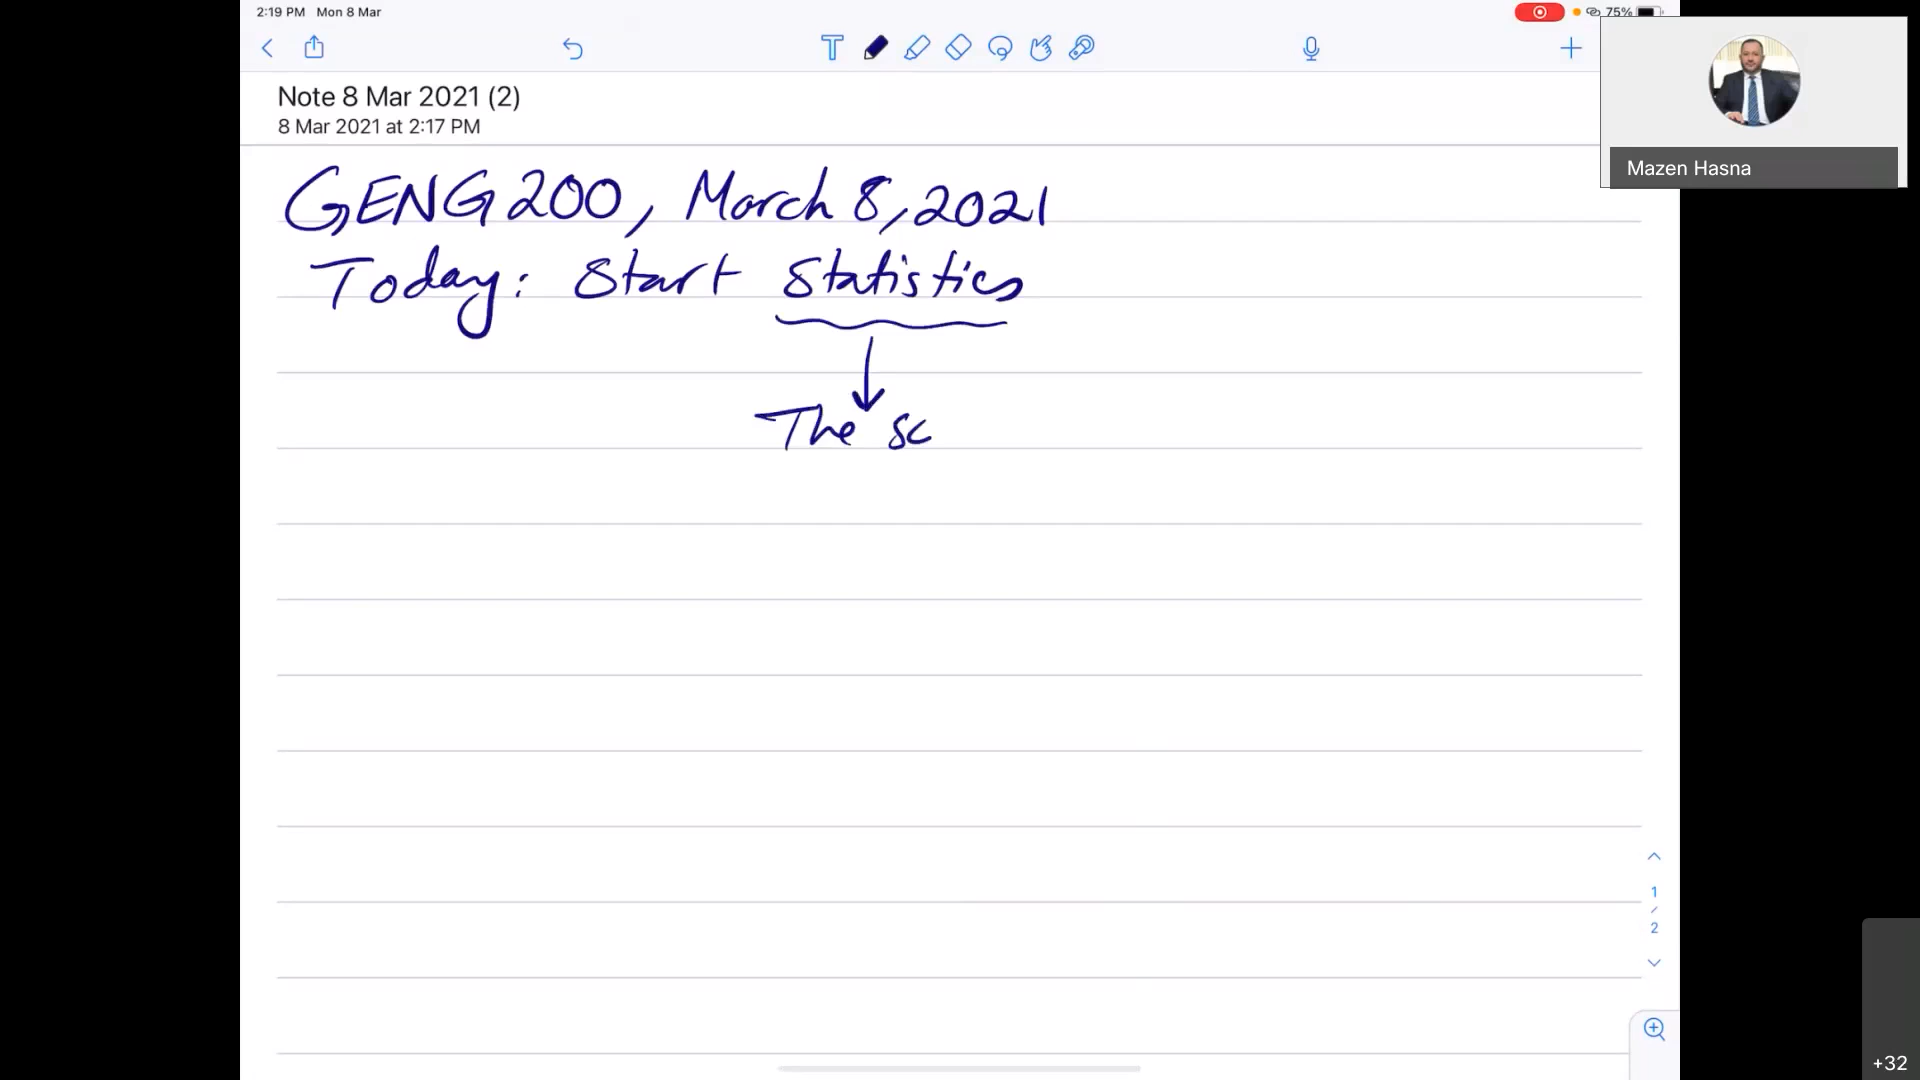 2:19 PM Mon 8 Mar
75%
Note 8 Mar 2021 (2)
8 Mar 2021 at 2:17 PM
Mazen Hasna
GENG200, March 8, 2021
Today: Start Statistics
The sc
1
/
2
+32